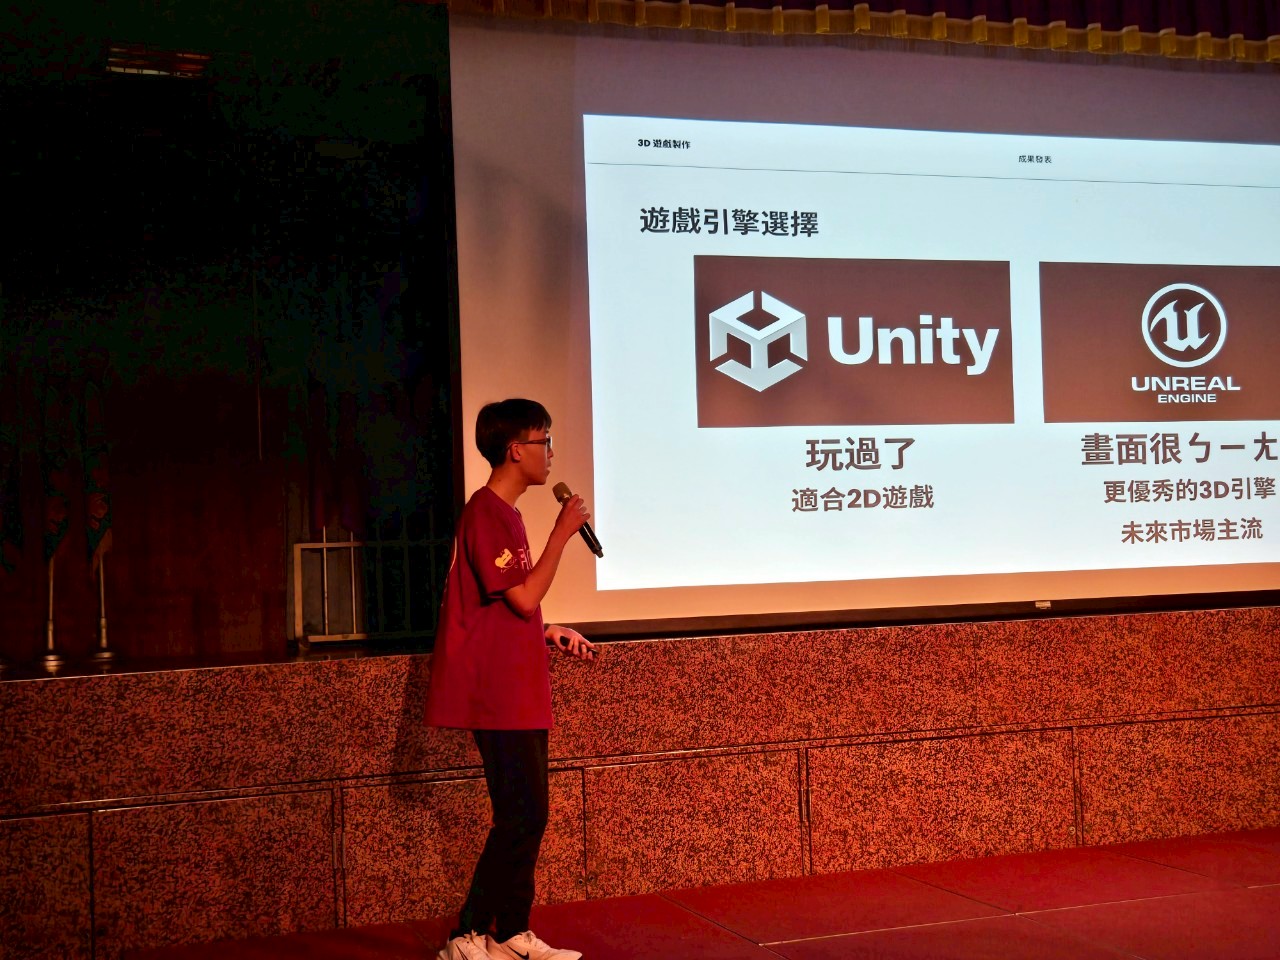 3D 遊戲製作
成果發表
遊戲引擎選擇
Unity
UNREAL
ENGINE
玩過了
適合2D遊戲
畫面很ㄅㄧㄤ
更優秀的3D引擎
未來市場主流